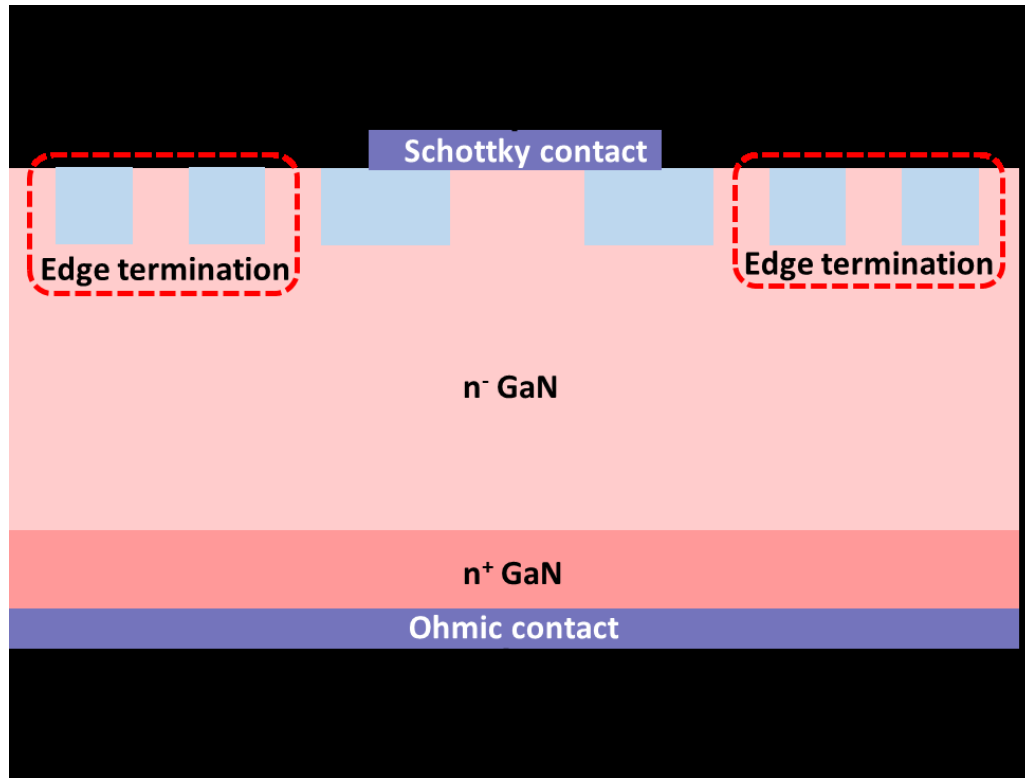 Schottky contact
Edge termination
Edge termination
n⁻ GaN
n⁺ GaN
Ohmic contact